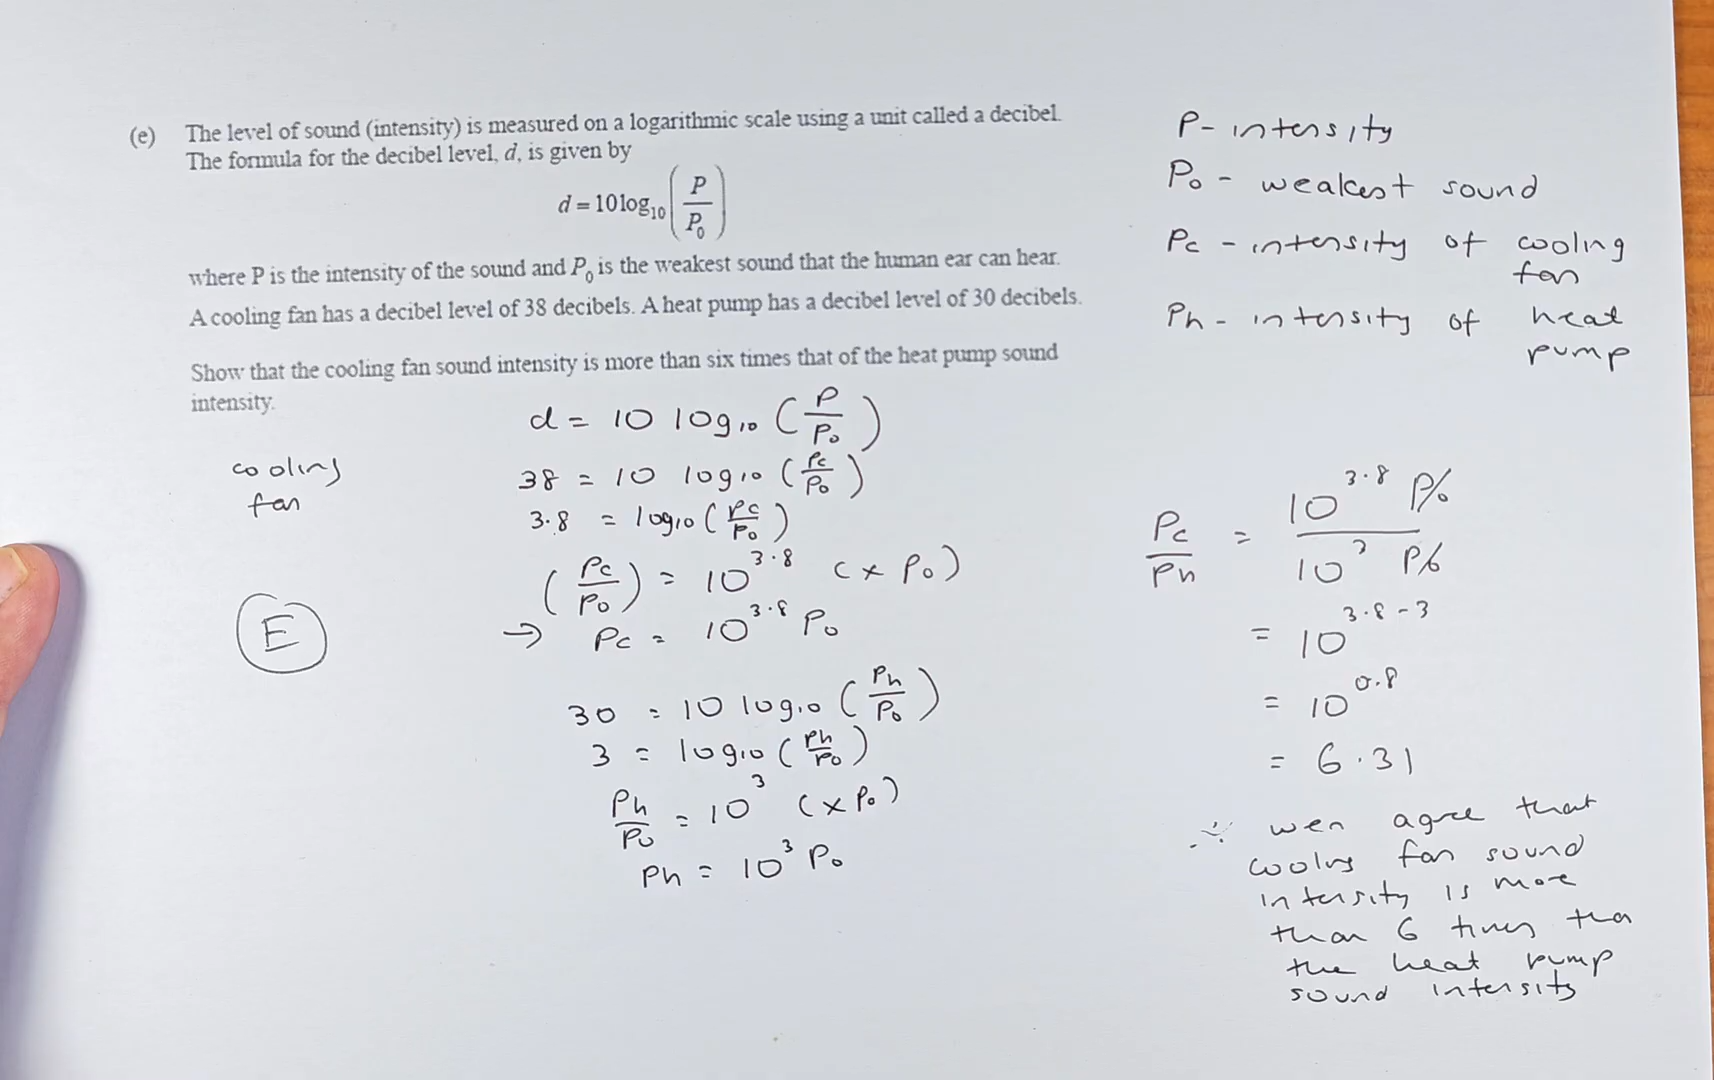 (e) The level of sound (intensity) is measured on a logarithmic scale using a unit called a decibel.
The formula for the decibel level, d, is given by
d = 10 log₁₀ (P/P₀)
where P is the intensity of the sound and P₀ is the weakest sound that the human ear can hear.
A cooling fan has a decibel level of 38 decibels. A heat pump has a decibel level of 30 decibels.
Show that the cooling fan sound intensity is more than six times that of the heat pump sound
intensity.
P - intensity
P₀ - weakest sound
Pc - intensity of cooling
fan
Ph - intensity of heat
pump
cooling
fan
E
d = 10 log₁₀ (P/P₀)
38 = 10 log₁₀ (Pc/P₀)
3.8 = log₁₀ (Pc/P₀)
(Pc/P₀) = 10^3.8 (× P₀)
→ Pc = 10^3.8 P₀
30 = 10 log₁₀ (Ph/P₀)
3 = log₁₀ (Ph/P₀)
Ph/P₀ = 10³ (× P₀)
Ph = 10³ P₀
Pc/Ph = 10^3.8 P₀ / 10³ P₀
= 10^3.8-3
= 10^0.8
= 6.31
∴ wen agree that
cooling fan sound
intensity is more
than 6 times tha
the heat pump
sound intensity